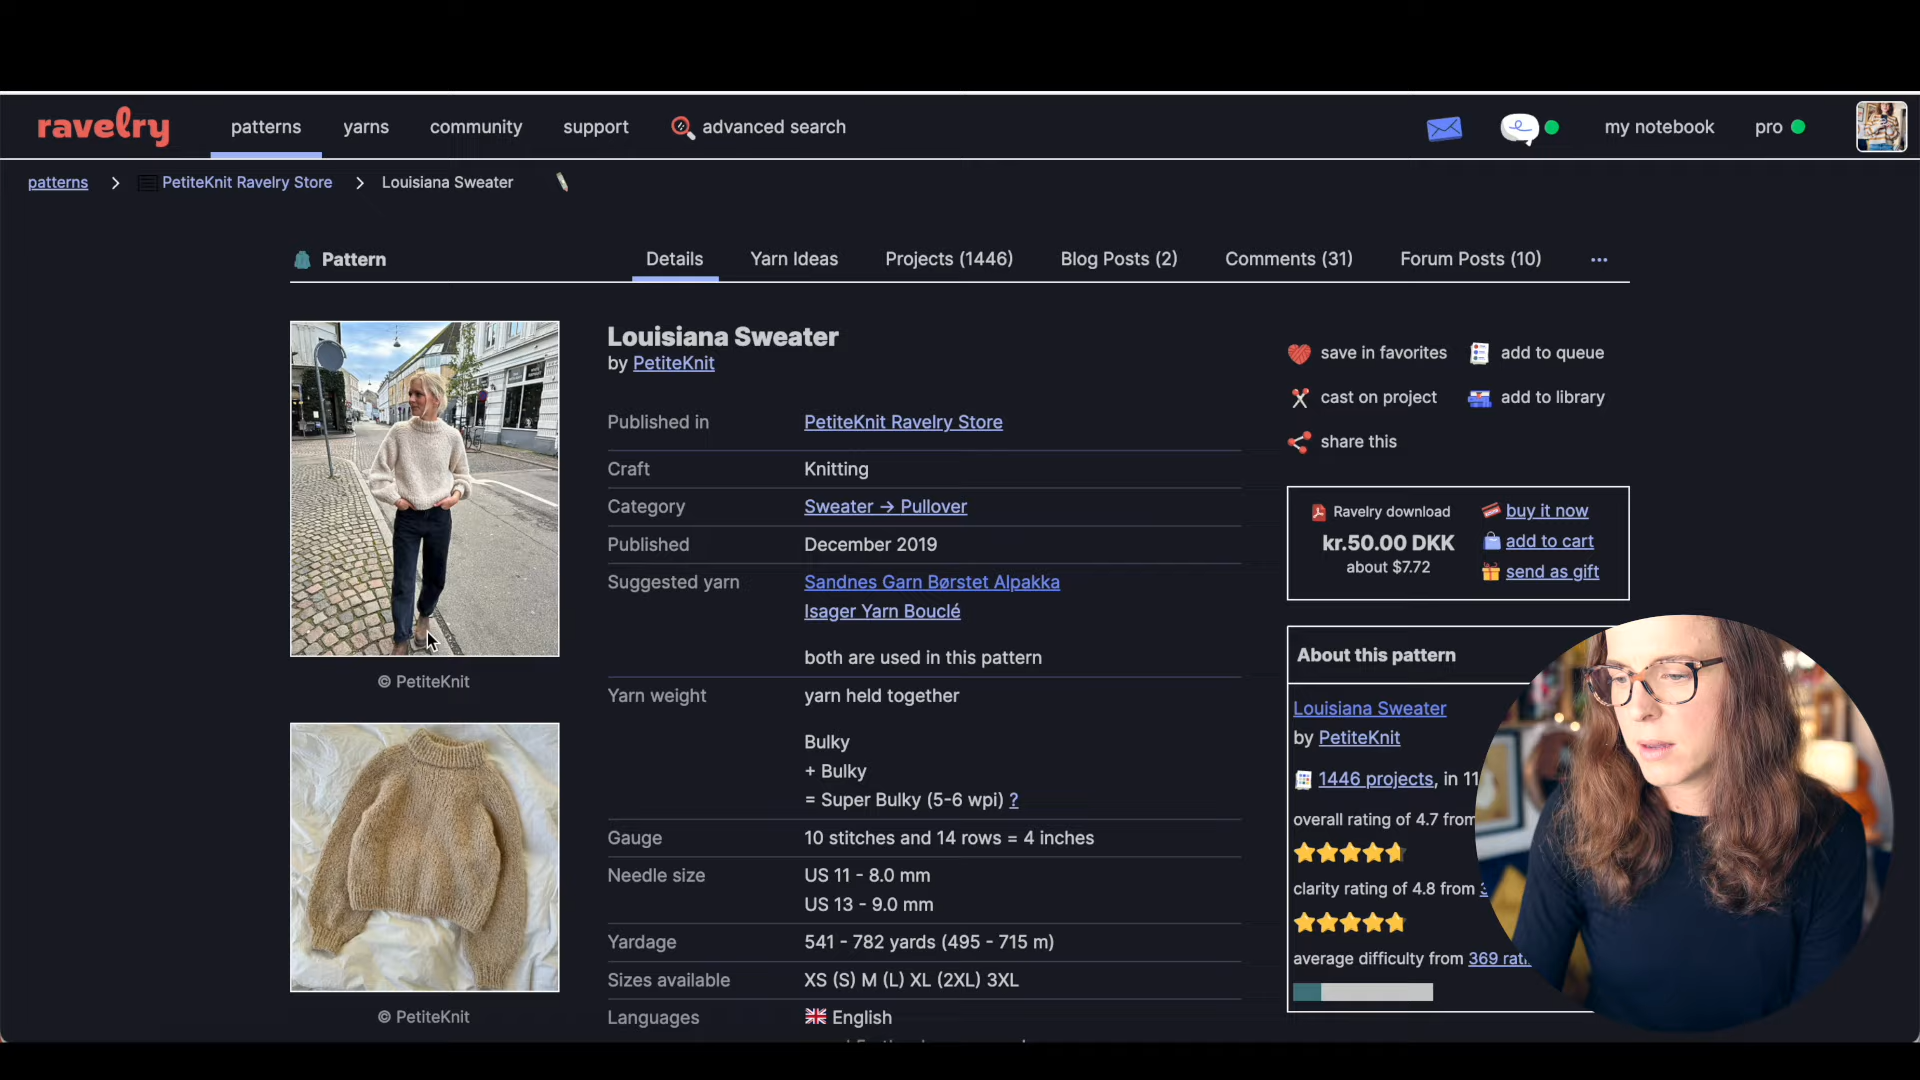 ravelry
patterns
yarns
community
support
advanced search
my notebook
pro
patterns
PetiteKnit Ravelry Store
Louisiana Sweater
Pattern
Details
Yarn Ideas
Projects (1446)
Blog Posts (2)
Comments (31)
Forum Posts (10)
© PetiteKnit
© PetiteKnit
Louisiana Sweater
by PetiteKnit
Published in PetiteKnit Ravelry Store
Craft Knitting
Category Sweater → Pullover
Published December 2019
Suggested yarn Sandnes Garn Børstet Alpakka
Isager Yarn Bouclé
both are used in this pattern
Yarn weight yarn held together
Bulky
+ Bulky
= Super Bulky (5-6 wpi) ?
Gauge 10 stitches and 14 rows = 4 inches
Needle size US 11 - 8.0 mm
US 13 - 9.0 mm
Yardage 541 - 782 yards (495 - 715 m)
Sizes available XS (S) M (L) XL (2XL) 3XL
Languages English
save in favorites
add to queue
cast on project
add to library
share this
Ravelry download
kr.50.00 DKK
about $7.72
buy it now
add to cart
send as gift
About this pattern
Louisiana Sweater
by PetiteKnit
1446 projects, in 11
overall rating of 4.7 from
clarity rating of 4.8 from
average difficulty from 369